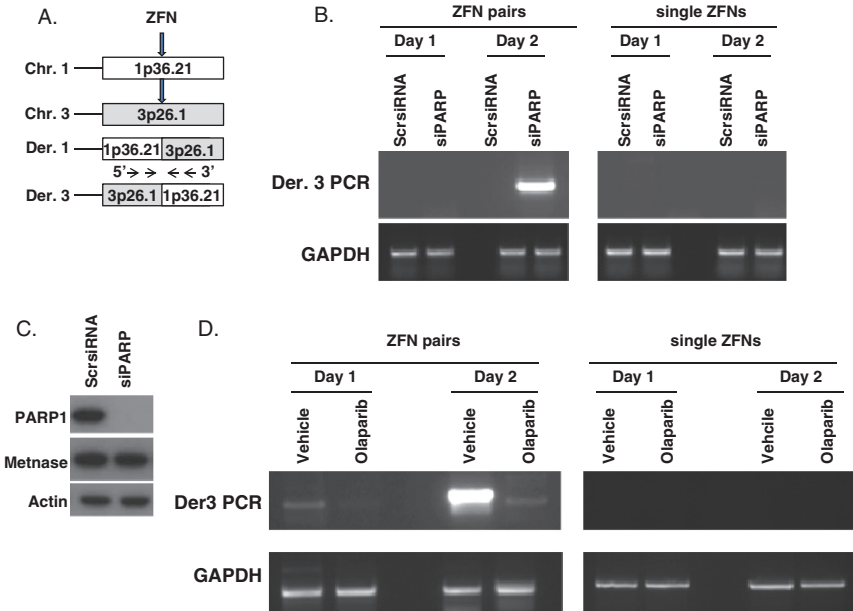 A.
ZFN
Chr. 1
1p36.21
Chr. 3
3p26.1
Der. 1
1p36.21 3p26.1
5' 3'
Der. 3
3p26.1 1p36.21
B.
ZFN pairs
single ZFNs
Day 1
Day 2
Day 1
Day 2
ScrsiRNA
siPARP
ScrsiRNA
siPARP
ScrsiRNA
siPARP
ScrsiRNA
siPARP
Der. 3 PCR
GAPDH
C.
ScrsiRNA
siPARP
PARP1
Metnase
Actin
D.
ZFN pairs
single ZFNs
Day 1
Day 2
Day 1
Day 2
Vehicle
Olaparib
Vehicle
Olaparib
Vehicle
Olaparib
Vehcile
Olaparib
Der3 PCR
GAPDH